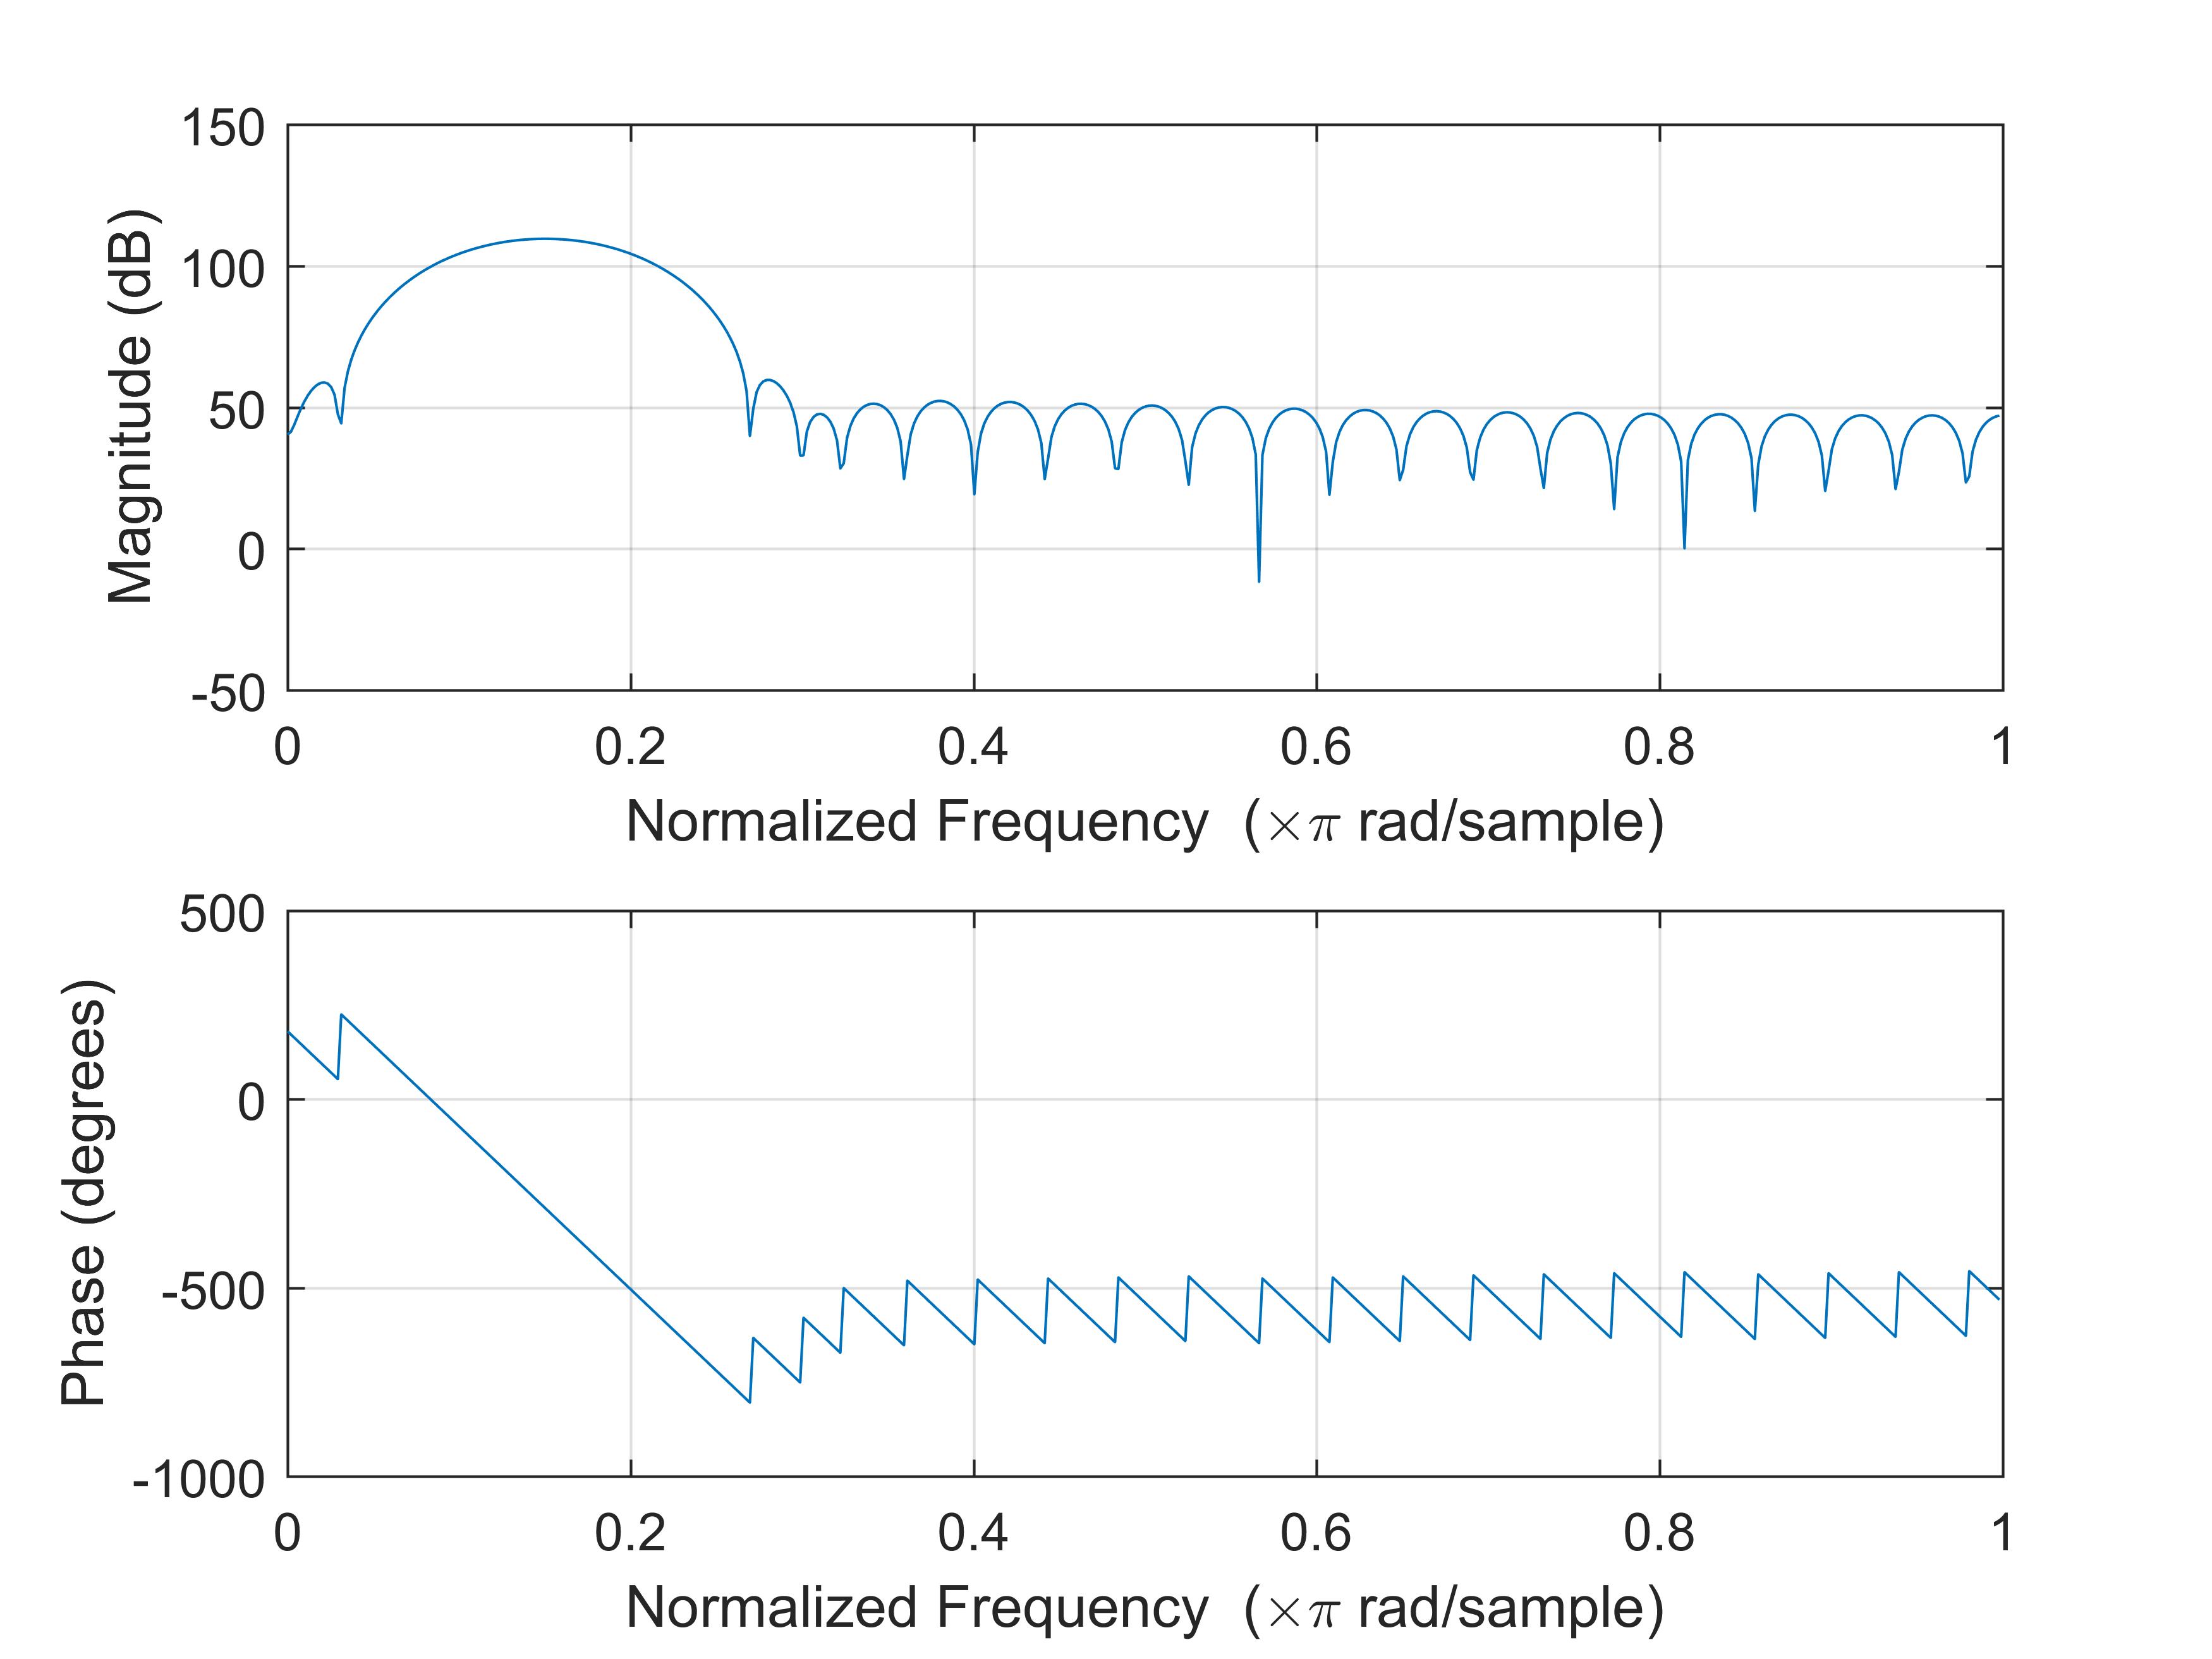 150
100
50
0
-50
Magnitude (dB)
0 0.2 0.4 0.6 0.8 1
Normalized Frequency (×π rad/sample)
500
0
-500
-1000
Phase (degrees)
0 0.2 0.4 0.6 0.8 1
Normalized Frequency (×π rad/sample)